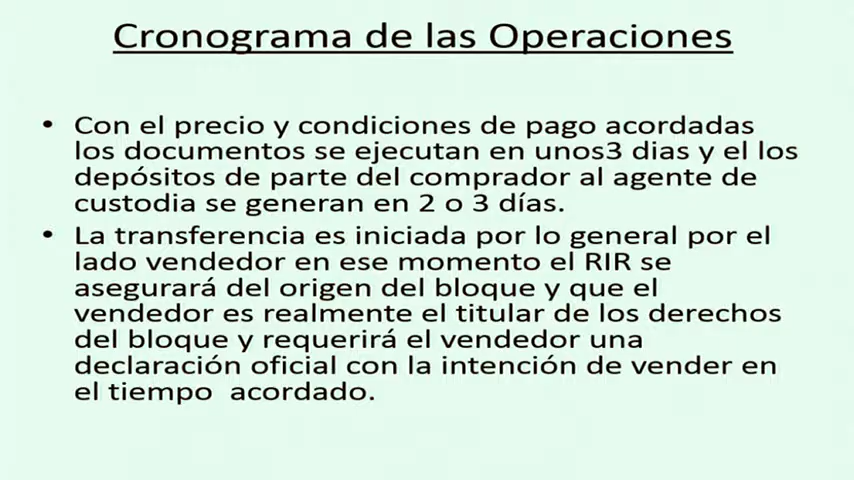 Cronograma de las Operaciones
• Con el precio y condiciones de pago acordadas
los documentos se ejecutan en unos3 dias y el los
depósitos de parte del comprador al agente de
custodia se generan en 2 o 3 días.
• La transferencia es iniciada por lo general por el
lado vendedor en ese momento el RIR se
asegurará del origen del bloque y que el
vendedor es realmente el titular de los derechos
del bloque y requerirá el vendedor una
declaración oficial con la intención de vender en
el tiempo  acordado.